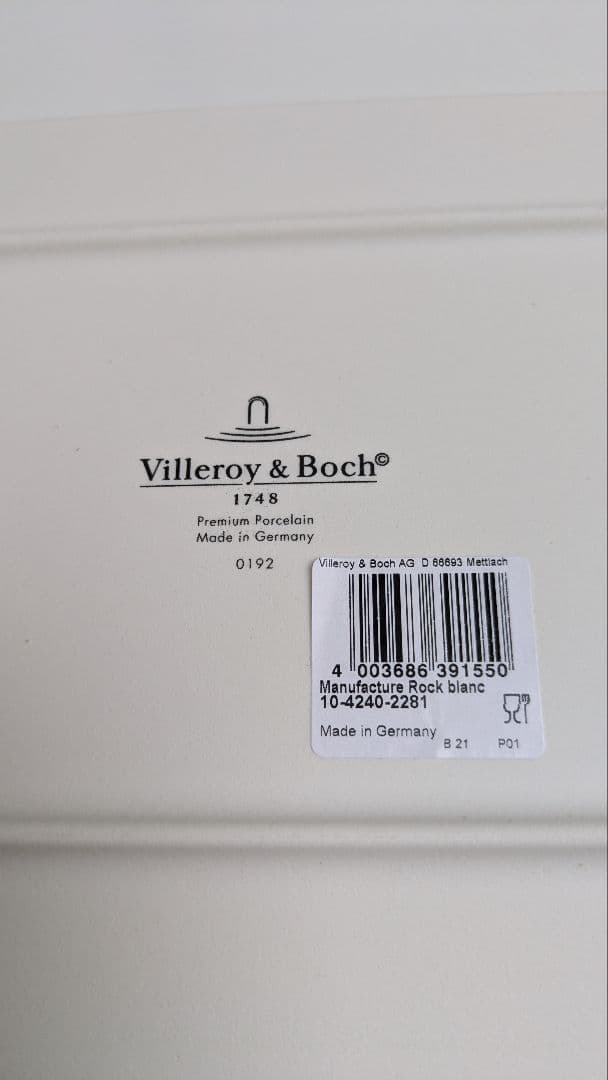 Villeroy & Boch©
1748
Premium Porcelain
Made in Germany
0192
Villeroy & Boch AG D 66693 Mettlach
4 003686 391550
Manufacture Rock blanc
10-4240-2281
Made in Germany
B 21 P01